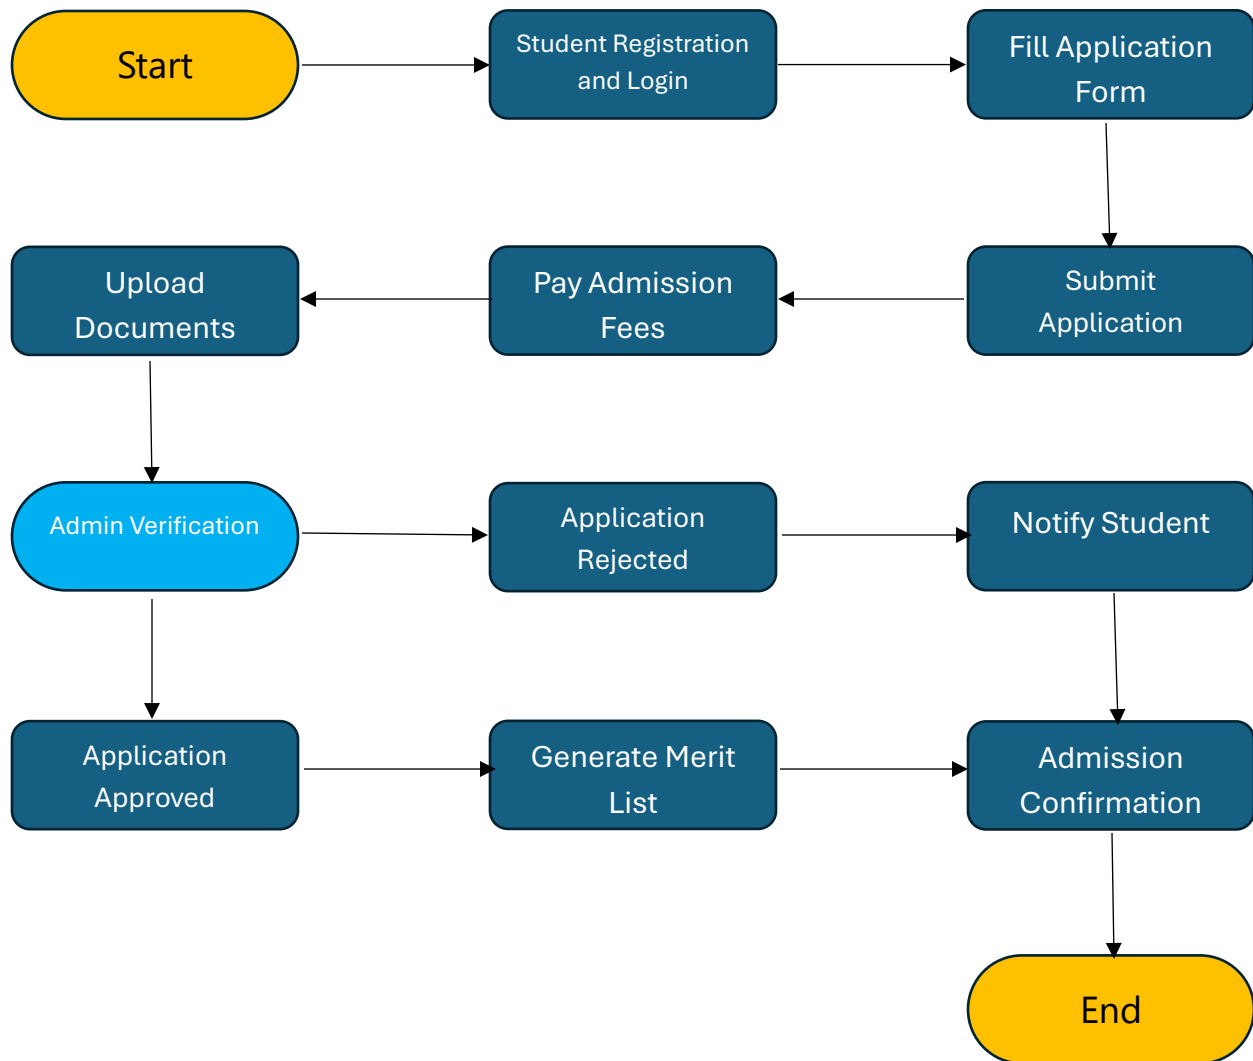 Start
Student Registration
and Login
Fill Application
Form
Upload
Documents
Pay Admission
Fees
Submit
Application
Admin Verification
Application
Rejected
Notify Student
Application
Approved
Generate Merit
List
Admission
Confirmation
End